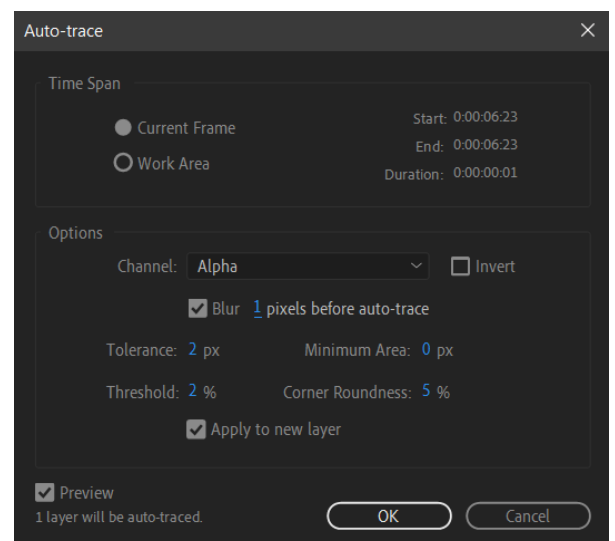 Auto-trace
Time Span
Current Frame
Start: 0:00:06:23
End: 0:00:06:23
Work Area
Duration: 0:00:00:01
Options
Channel: Alpha Invert
Blur 1 pixels before auto-trace
Tolerance: 2 px Minimum Area: 0 px
Threshold: 2 % Corner Roundness: 5 %
Apply to new layer
Preview
1 layer will be auto-traced.
OK Cancel